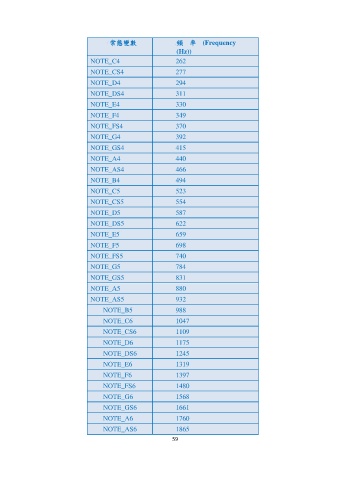 常態變數 頻 率 (Frequency
(Hz))
NOTE_C4 262
NOTE_CS4 277
NOTE_D4 294
NOTE_DS4 311
NOTE_E4 330
NOTE_F4 349
NOTE_FS4 370
NOTE_G4 392
NOTE_GS4 415
NOTE_A4 440
NOTE_AS4 466
NOTE_B4 494
NOTE_C5 523
NOTE_CS5 554
NOTE_D5 587
NOTE_DS5 622
NOTE_E5 659
NOTE_F5 698
NOTE_FS5 740
NOTE_G5 784
NOTE_GS5 831
NOTE_A5 880
NOTE_AS5 932
NOTE_B5 988
NOTE_C6 1047
NOTE_CS6 1109
NOTE_D6 1175
NOTE_DS6 1245
NOTE_E6 1319
NOTE_F6 1397
NOTE_FS6 1480
NOTE_G6 1568
NOTE_GS6 1661
NOTE_A6 1760
NOTE_AS6 1865
59